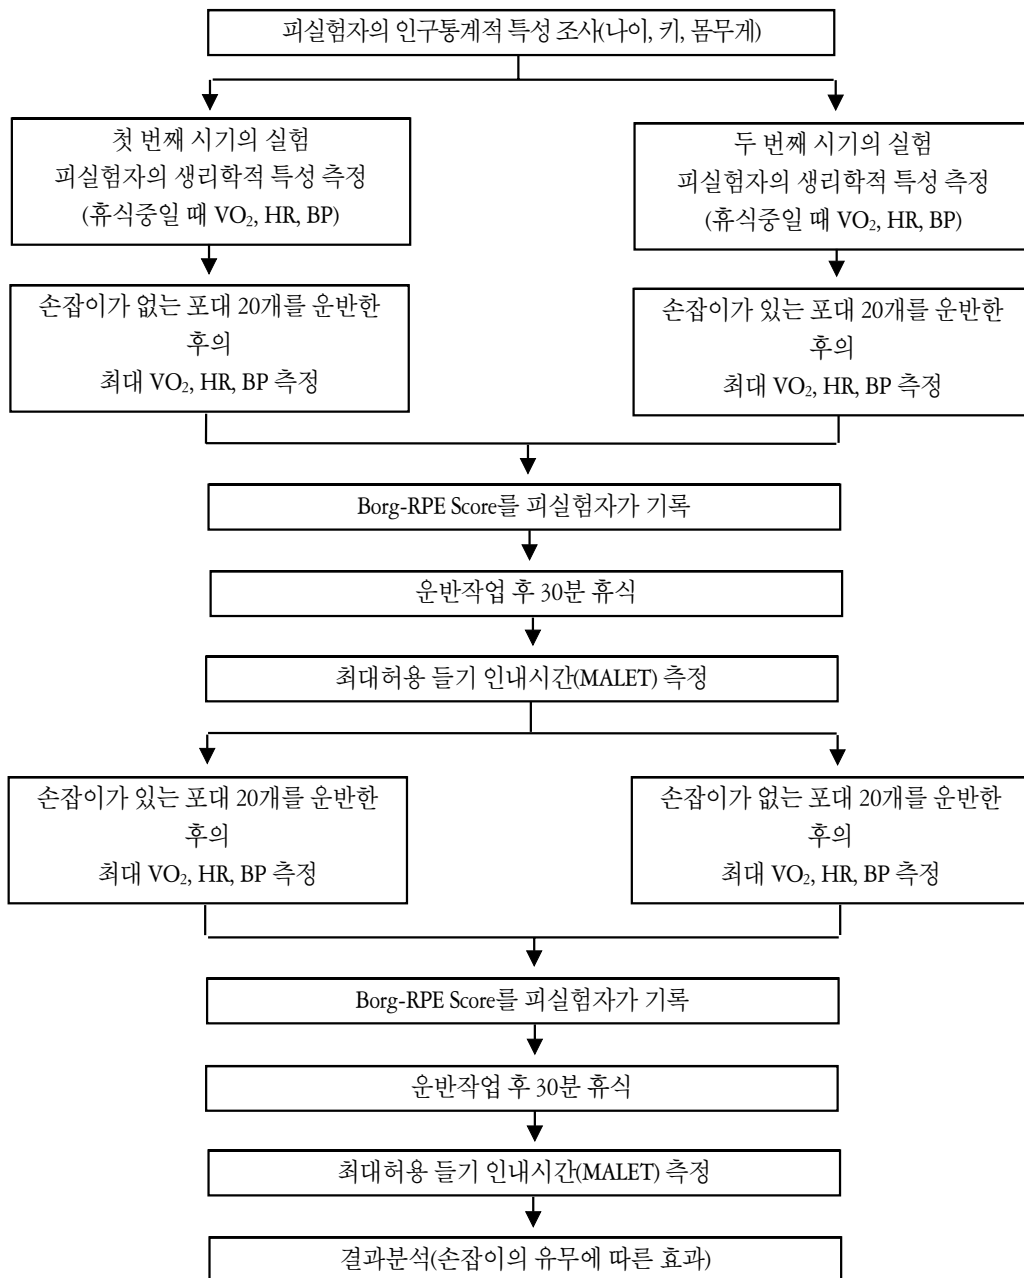 피실험자의 인구통계적 특성 조사(나이, 키, 몸무게)
첫 번째 시기의 실험
피실험자의 생리학적 특성 측정
(휴식중일 때 VO₂, HR, BP)
두 번째 시기의 실험
피실험자의 생리학적 특성 측정
(휴식중일 때 VO₂, HR, BP)
손잡이가 없는 포대 20개를 운반한
후의
최대 VO₂, HR, BP 측정
손잡이가 있는 포대 20개를 운반한
후의
최대 VO₂, HR, BP 측정
Borg-RPE Score를 피실험자가 기록
운반작업 후 30분 휴식
최대허용 들기 인내시간(MALET) 측정
손잡이가 있는 포대 20개를 운반한
후의
최대 VO₂, HR, BP 측정
손잡이가 없는 포대 20개를 운반한
후의
최대 VO₂, HR, BP 측정
Borg-RPE Score를 피실험자가 기록
운반작업 후 30분 휴식
최대허용 들기 인내시간(MALET) 측정
결과분석(손잡이의 유무에 따른 효과)